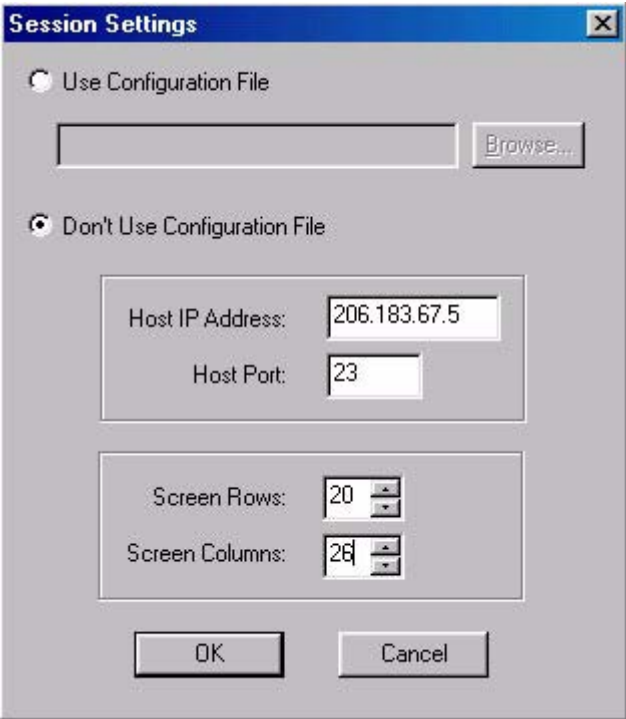 Session Settings
Use Configuration File
Browse...
Don't Use Configuration File
Host IP Address: 206.183.67.5
Host Port: 23
Screen Rows: 20
Screen Columns: 26
OK Cancel